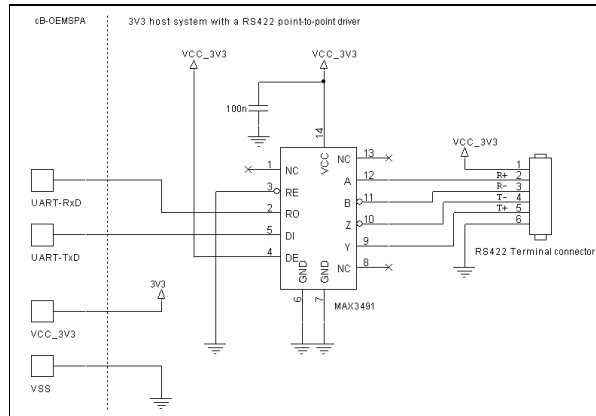 cB-OEMSPA
3V3 host system with a RS422 point-to-point driver
VCC_3V3
VCC_3V3
100n
14
VCC
1
NC
NC
13
3
RE
A
12
2
RO
B
11
5
DI
Z
10
4
DE
Y
9
NC
8
GND
GND
6
7
MAX3491
UART-RxD
UART-TxD
3V3
VCC_3V3
VSS
VCC_3V3
1
R+ 2
R- 3
T- 4
T+ 5
6
RS422 Terminal connector